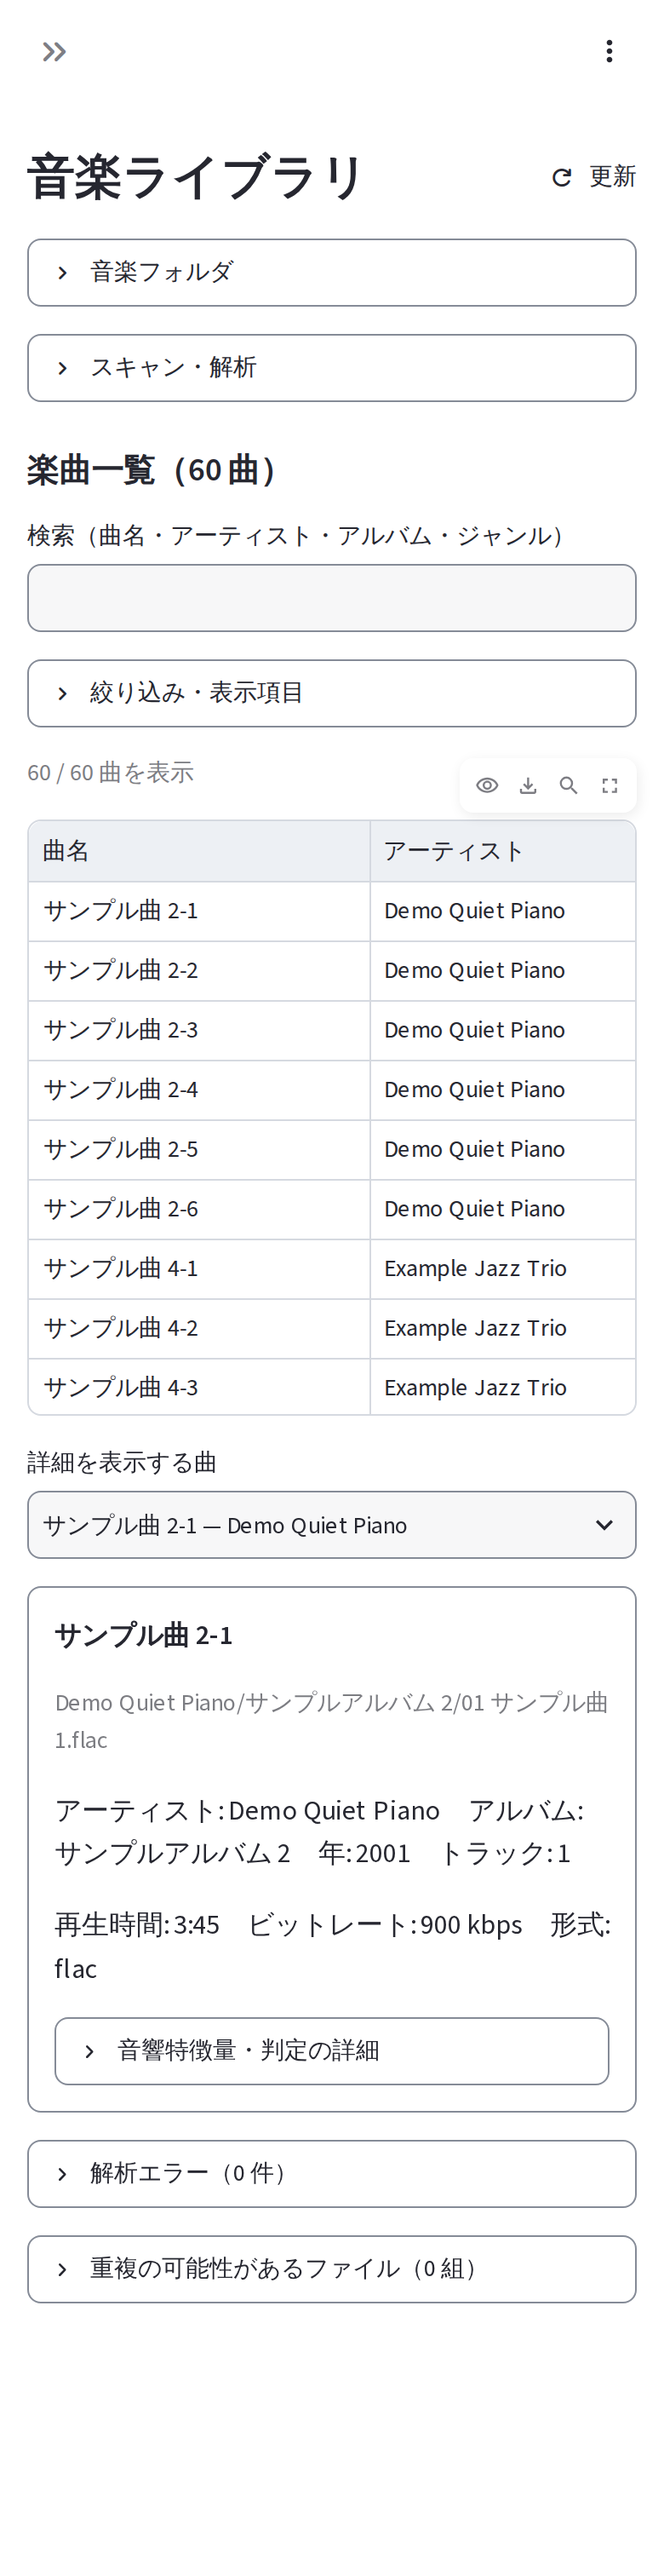 音楽ライブラリ
更新
音楽フォルダ
スキャン・解析
楽曲一覧（60 曲）
検索（曲名・アーティスト・アルバム・ジャンル）
絞り込み・表示項目
60 / 60 曲を表示
曲名 アーティスト
サンプル曲 2-1 Demo Quiet Piano
サンプル曲 2-2 Demo Quiet Piano
サンプル曲 2-3 Demo Quiet Piano
サンプル曲 2-4 Demo Quiet Piano
サンプル曲 2-5 Demo Quiet Piano
サンプル曲 2-6 Demo Quiet Piano
サンプル曲 4-1 Example Jazz Trio
サンプル曲 4-2 Example Jazz Trio
サンプル曲 4-3 Example Jazz Trio
詳細を表示する曲
サンプル曲 2-1 — Demo Quiet Piano
サンプル曲 2-1
Demo Quiet Piano/サンプルアルバム 2/01 サンプル曲
1.flac
アーティスト: Demo Quiet Piano　アルバム:
サンプルアルバム 2　年: 2001　トラック: 1
再生時間: 3:45　ビットレート: 900 kbps　形式:
flac
音響特徴量・判定の詳細
解析エラー（0 件）
重複の可能性があるファイル（0 組）